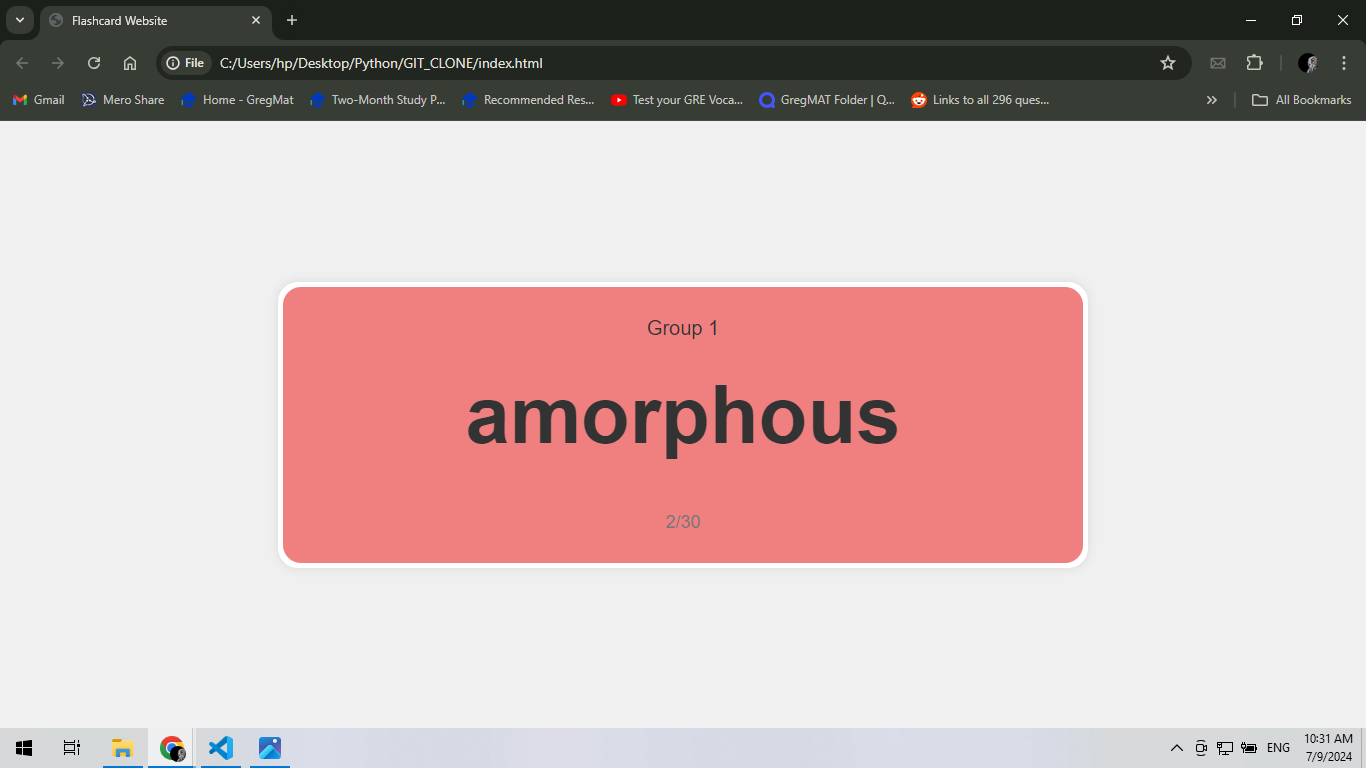 Flashcard Website
File
C:/Users/hp/Desktop/Python/GIT_CLONE/index.html
Gmail
Mero Share
Home - GregMat
Two-Month Study P...
Recommended Res...
Test your GRE Voca...
GregMAT Folder | Q...
Links to all 296 ques...
All Bookmarks
Group 1
amorphous
2/30
ENG
10:31 AM
7/9/2024